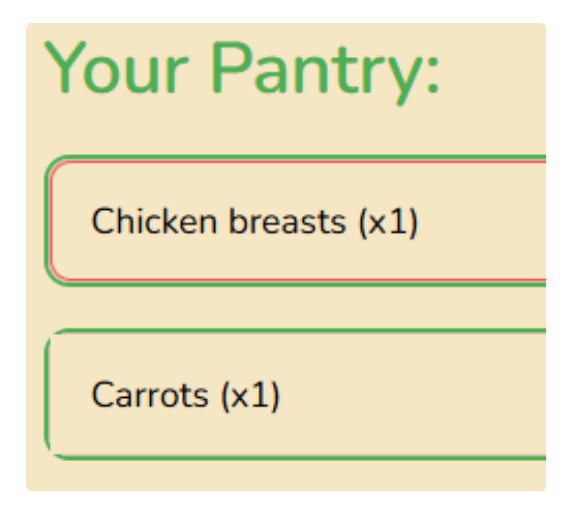 Your Pantry:
Chicken breasts (x1)
Carrots (x1)